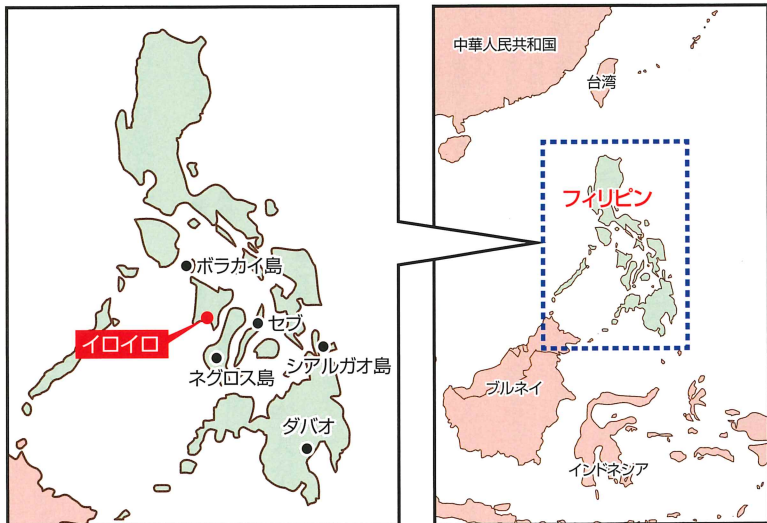 ボラカイ島
イロイロ
セブ
シアルガオ島
ネグロス島
ダバオ
中華人民共和国
台湾
フィリピン
ブルネイ
インドネシア